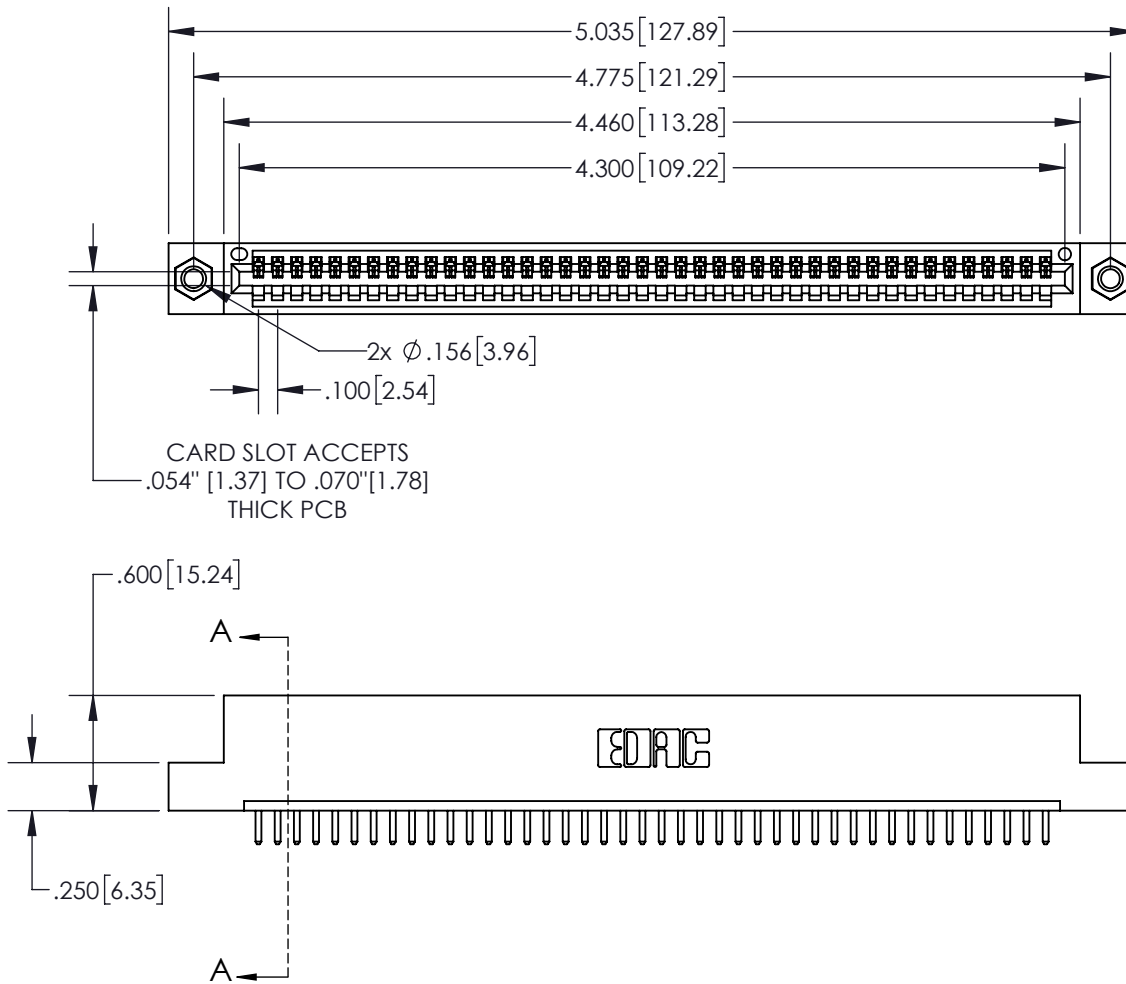 5.035[127.89]
4.775[121.29]
4.460[113.28]
4.300[109.22]
2x Ø.156[3.96]
.100[2.54]
CARD SLOT ACCEPTS
.054" [1.37] TO .070"[1.78]
THICK PCB
.600[15.24]
A
EDAC
.250[6.35]
A